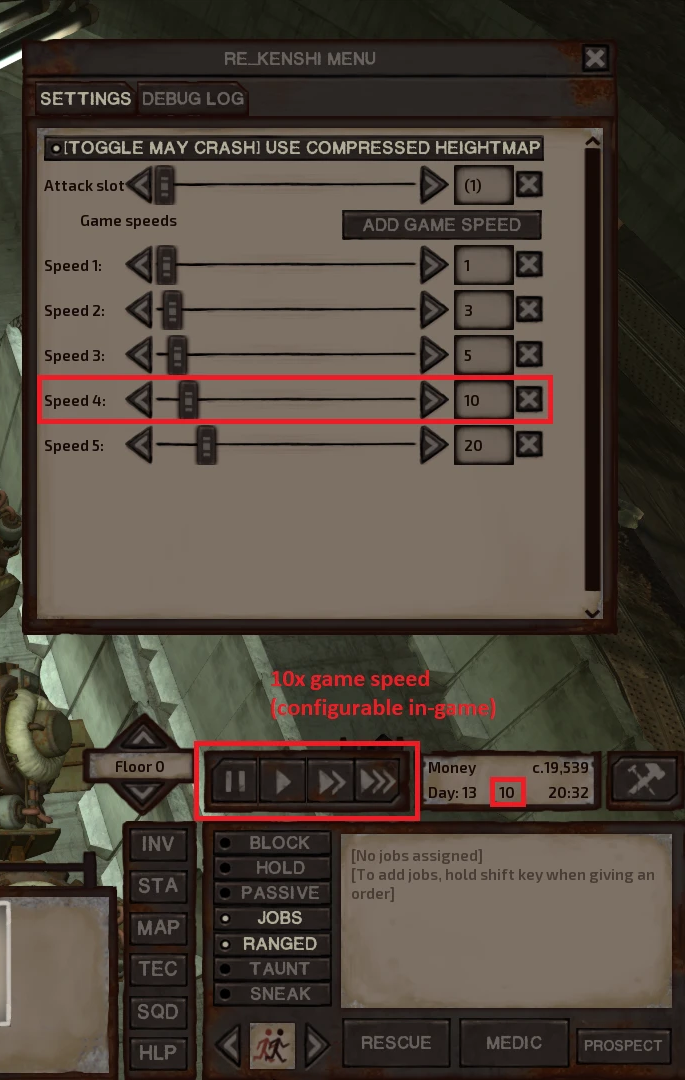 RE_KENSHI MENU
SETTINGS DEBUG LOG
[TOGGLE MAY CRASH] USE COMPRESSED HEIGHTMAP
Attack slot (1)
Game speeds ADD GAME SPEED
Speed 1: 1
Speed 2: 3
Speed 3: 5
Speed 4: 10
Speed 5: 20
10x game speed
(configurable in-game)
Floor 0
Money c.19,539
Day: 13 10 20:32
INV
STA
MAP
TEC
SQD
HLP
BLOCK
HOLD
PASSIVE
JOBS
RANGED
TAUNT
SNEAK
[No jobs assigned]
[To add jobs, hold shift key when giving an
order]
RESCUE MEDIC PROSPECT